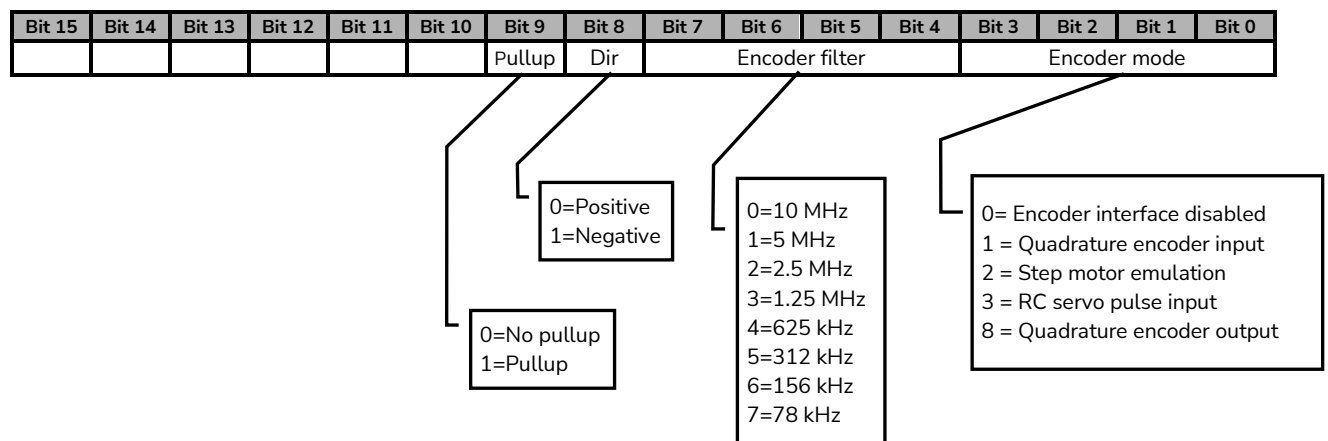 Bit 15 Bit 14 Bit 13 Bit 12 Bit 11 Bit 10 Bit 9 Bit 8 Bit 7 Bit 6 Bit 5 Bit 4 Bit 3 Bit 2 Bit 1 Bit 0
Pullup Dir Encoder filter Encoder mode
0=Positive
1=Negative
0=No pullup
1=Pullup
0=10 MHz
1=5 MHz
2=2.5 MHz
3=1.25 MHz
4=625 kHz
5=312 kHz
6=156 kHz
7=78 kHz
0= Encoder interface disabled
1 = Quadrature encoder input
2 = Step motor emulation
3 = RC servo pulse input
8 = Quadrature encoder output